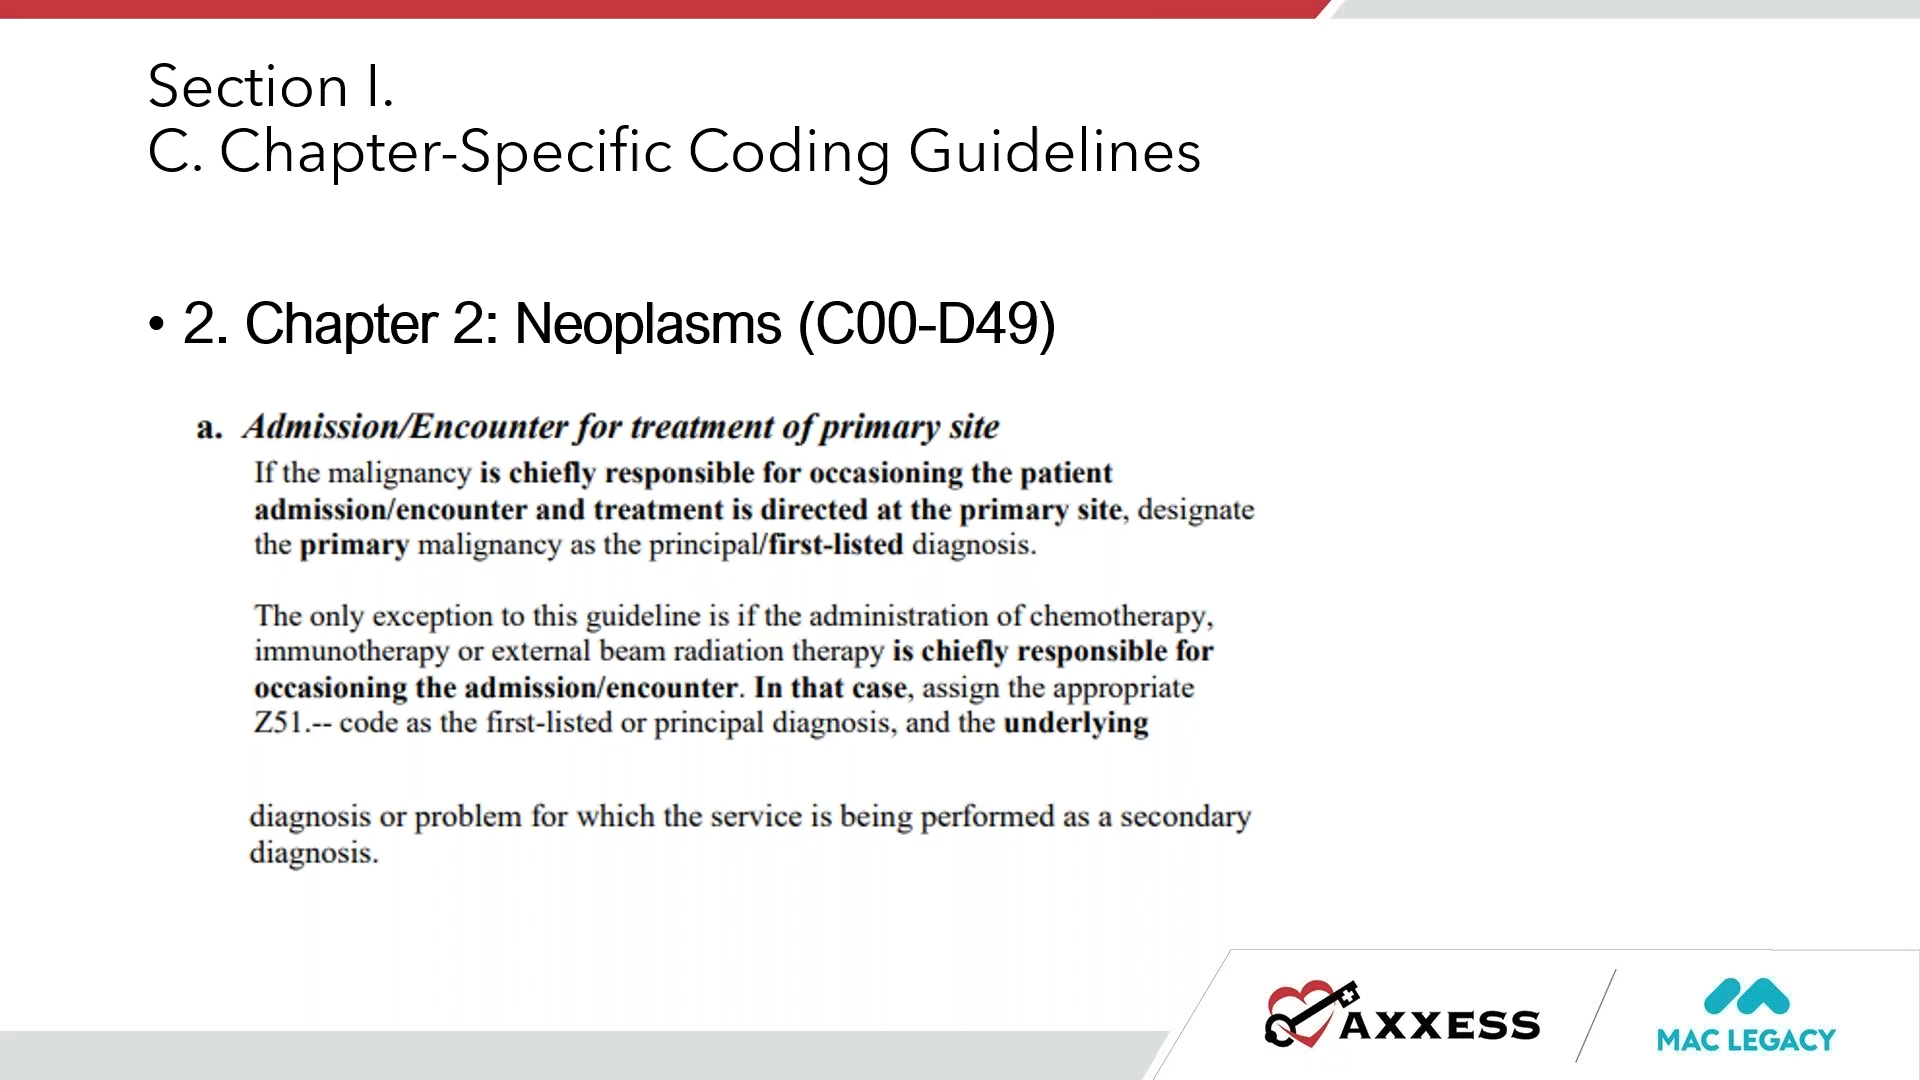 Section I.
C. Chapter-Specific Coding Guidelines
• 2. Chapter 2: Neoplasms (C00-D49)
a. Admission/Encounter for treatment of primary site
If the malignancy is chiefly responsible for occasioning the patient
admission/encounter and treatment is directed at the primary site, designate
the primary malignancy as the principal/first-listed diagnosis.
The only exception to this guideline is if the administration of chemotherapy,
immunotherapy or external beam radiation therapy is chiefly responsible for
occasioning the admission/encounter. In that case, assign the appropriate
Z51.-- code as the first-listed or principal diagnosis, and the underlying
diagnosis or problem for which the service is being performed as a secondary
diagnosis.
AXXESS
MAC LEGACY